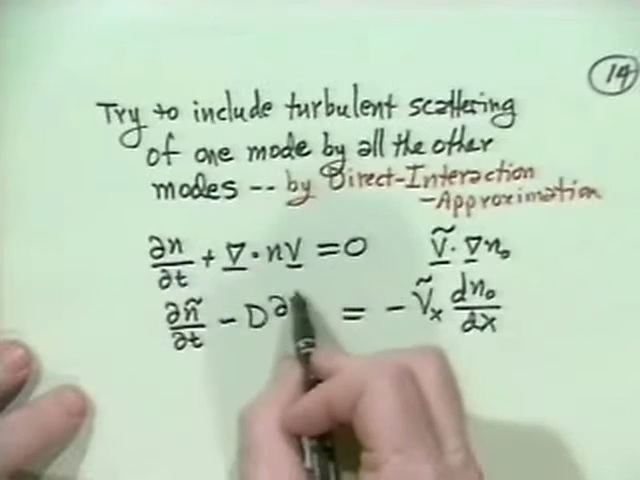 14
Try to include turbulent scattering
of one mode by all the other
modes -- by Direct-Interaction
-Approximation
∂n/∂t + ∇ · nV = 0    Ṽ · ∇n₀
∂ñ/∂t - D ∂ = - Ṽₓ dn₀/dx